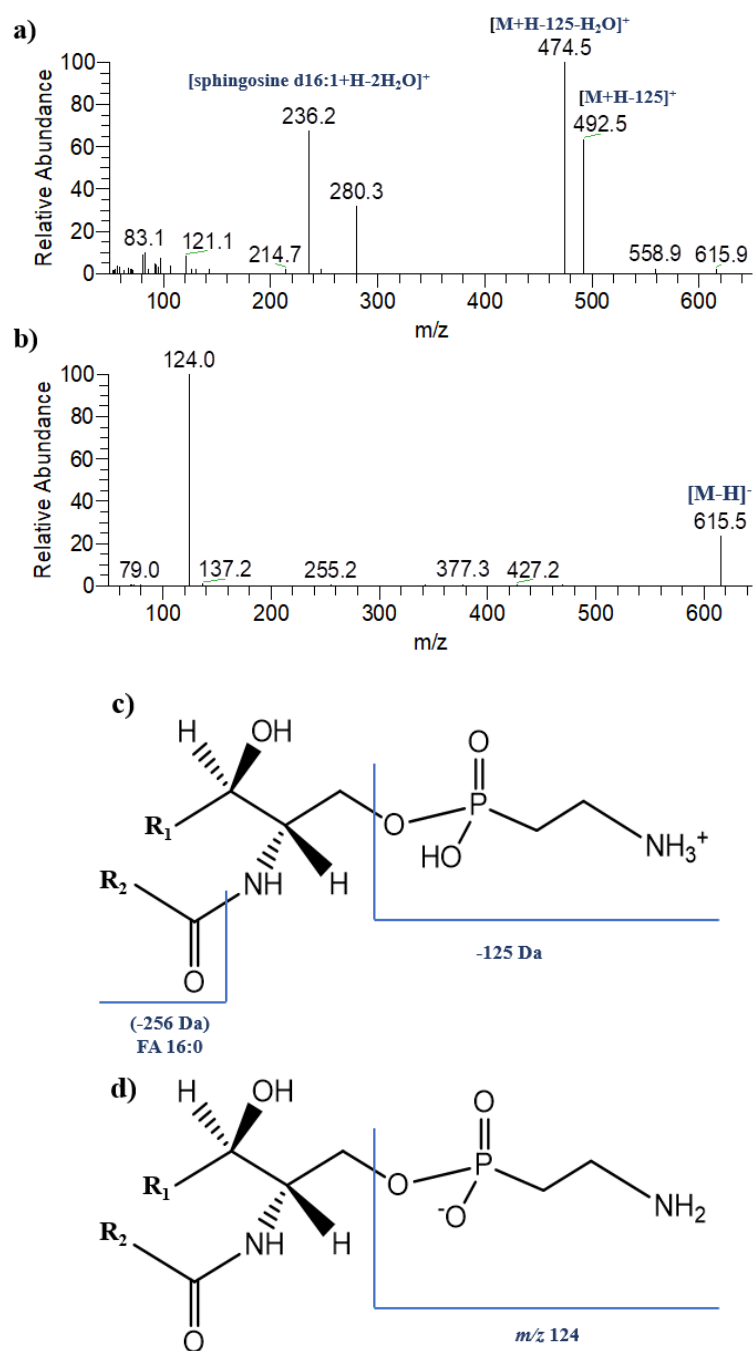 a)
[M+H-125-H₂O]⁺
474.5
[sphingosine d16:1+H-2H₂O]⁺
[M+H-125]⁺
236.2
492.5
280.3
83.1
121.1
214.7
558.9
615.9
Relative Abundance
100
80
60
40
20
0
100 200 300 400 500 600
m/z
b)
124.0
[M-H]⁻
615.5
79.0
137.2
255.2
377.3
427.2
Relative Abundance
100
80
60
40
20
0
100 200 300 400 500 600
m/z
c)
H OH
O
R₁ O P
HO NH₃⁺
R₂ NH H
O
-125 Da
(-256 Da)
FA 16:0
d)
H OH
O
R₁ O P
⁻O NH₂
R₂ NH H
O
m/z 124